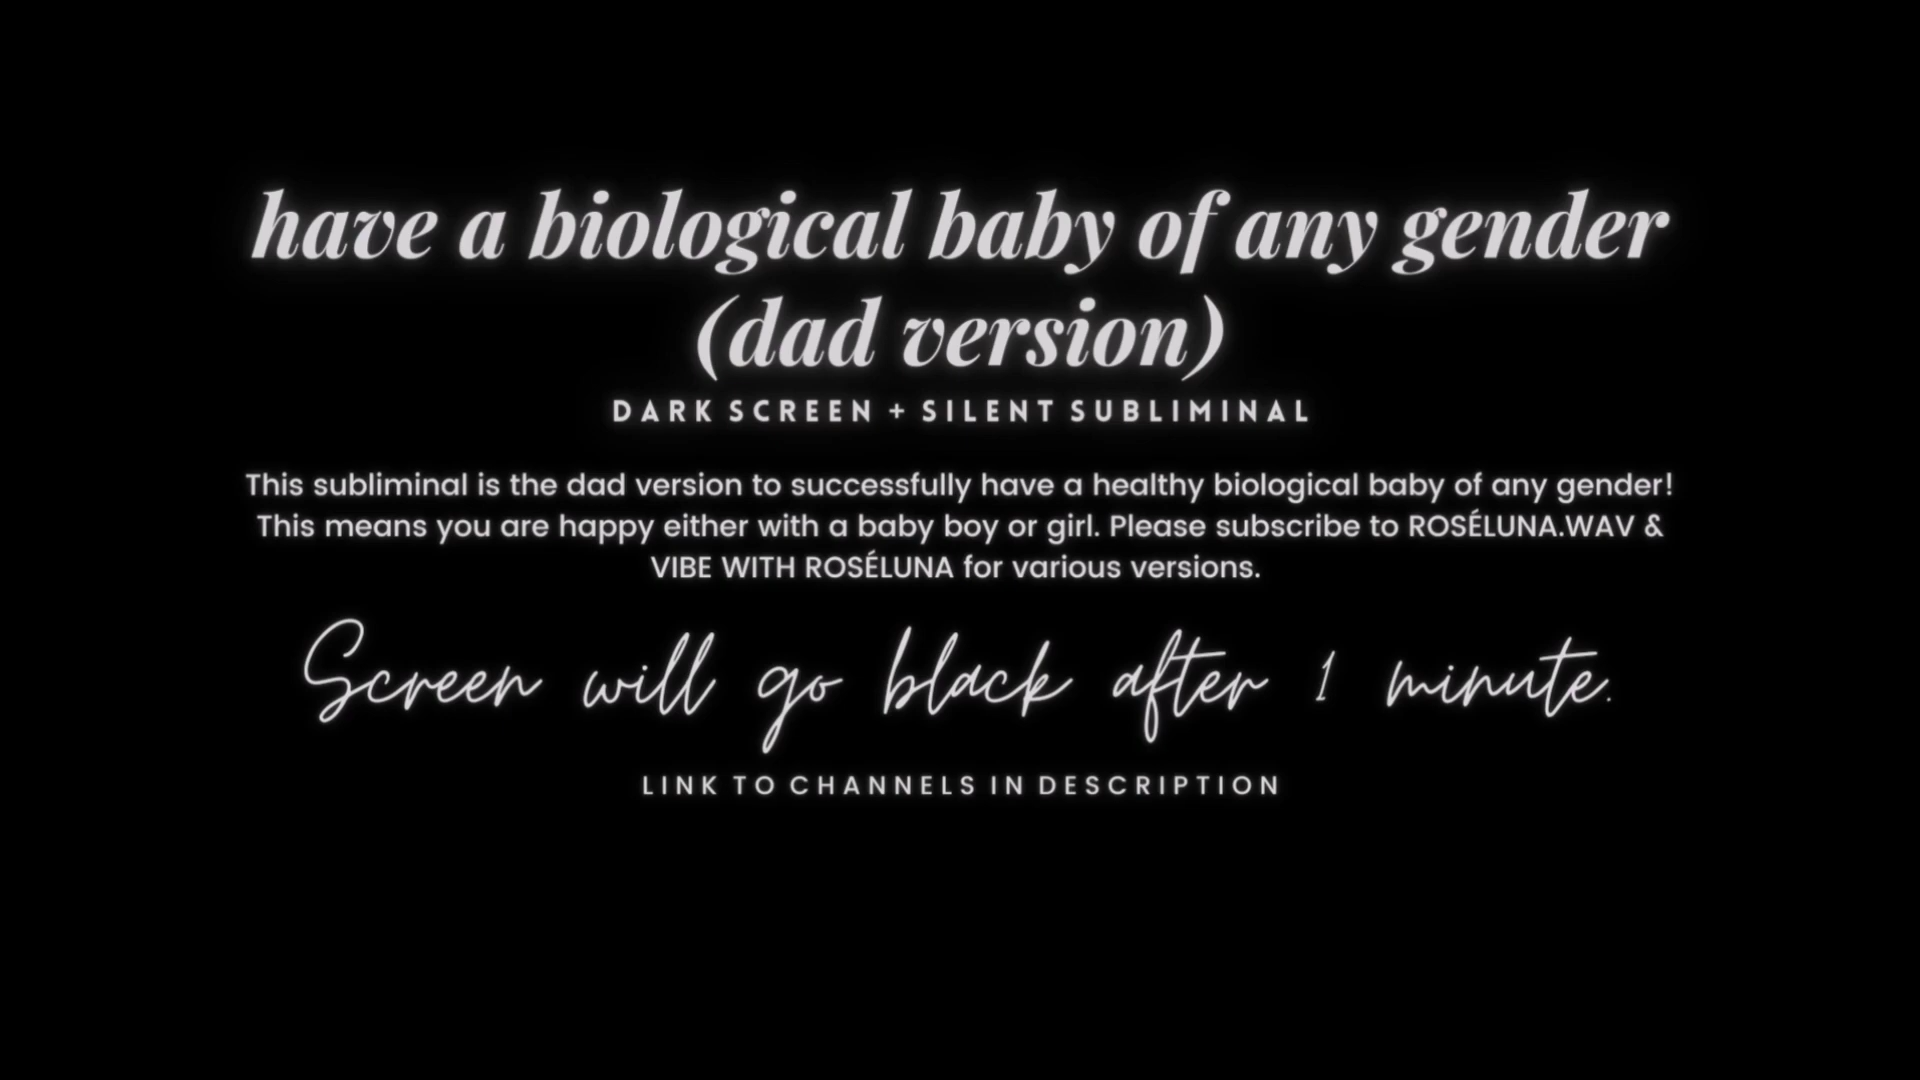 have a biological baby of any gender
(dad version)
DARK SCREEN + SILENT SUBLIMINAL
This subliminal is the dad version to successfully have a healthy biological baby of any gender!
This means you are happy either with a baby boy or girl. Please subscribe to ROSÉLUNA.WAV &
VIBE WITH ROSÉLUNA for various versions.
Screen will go black after 1 minute.
LINK TO CHANNELS IN DESCRIPTION